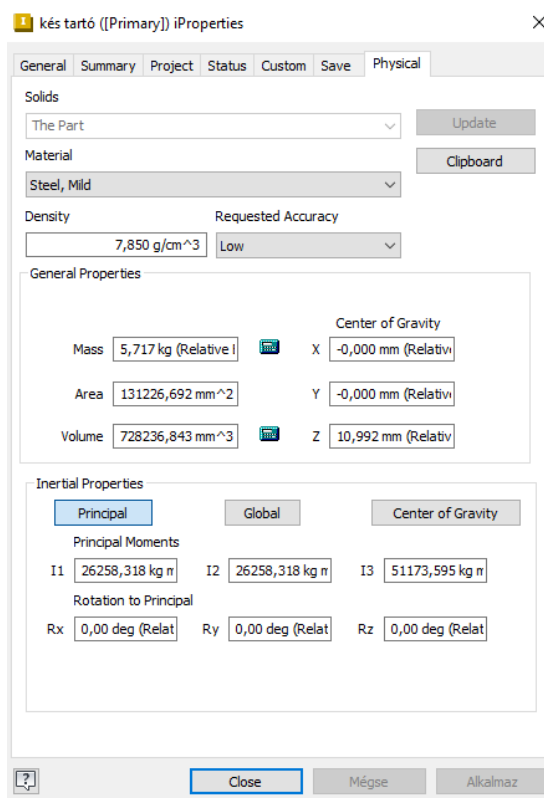 kés tartó ([Primary]) iProperties
General Summary Project Status Custom Save Physical
Solids
The Part
Update
Material
Clipboard
Steel, Mild
Density Requested Accuracy
7,850 g/cm^3 Low
General Properties
Center of Gravity
Mass 5,717 kg (Relative X -0,000 mm (Relativ
Area 131226,692 mm^2 Y -0,000 mm (Relativ
Volume 728236,843 mm^3 Z 10,992 mm (Relativ
Inertial Properties
Principal Global Center of Gravity
Principal Moments
I1 26258,318 kg m I2 26258,318 kg m I3 51173,595 kg m
Rotation to Principal
Rx 0,00 deg (Relat Ry 0,00 deg (Relat Rz 0,00 deg (Relat
? Close Mégse Alkalmaz